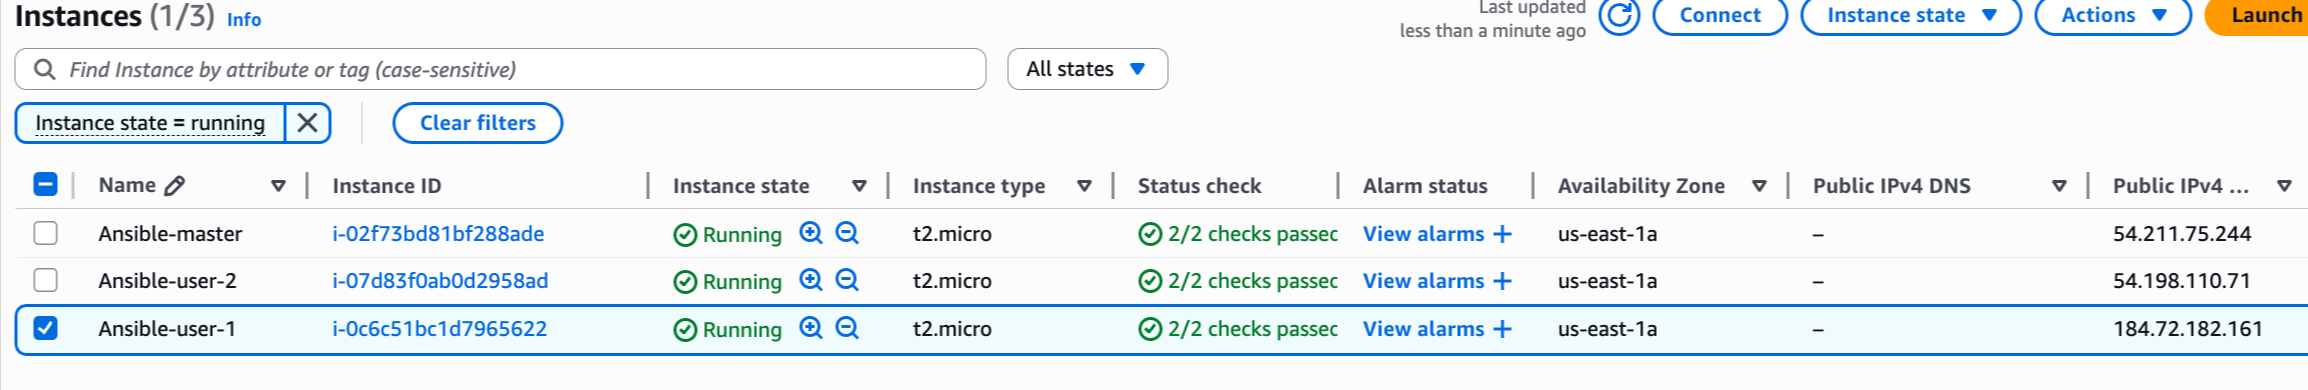 Instances (1/3) Info
Last updated
less than a minute ago
Connect
Instance state
Actions
Launch
Find Instance by attribute or tag (case-sensitive)
All states
Instance state = running
Clear filters
Name Instance ID Instance state Instance type Status check Alarm status Availability Zone Public IPv4 DNS Public IPv4 ...
Ansible-master i-02f73bd81bf288ade Running t2.micro 2/2 checks passec View alarms + us-east-1a – 54.211.75.244
Ansible-user-2 i-07d83f0ab0d2958ad Running t2.micro 2/2 checks passec View alarms + us-east-1a – 54.198.110.71
Ansible-user-1 i-0c6c51bc1d7965622 Running t2.micro 2/2 checks passec View alarms + us-east-1a – 184.72.182.161